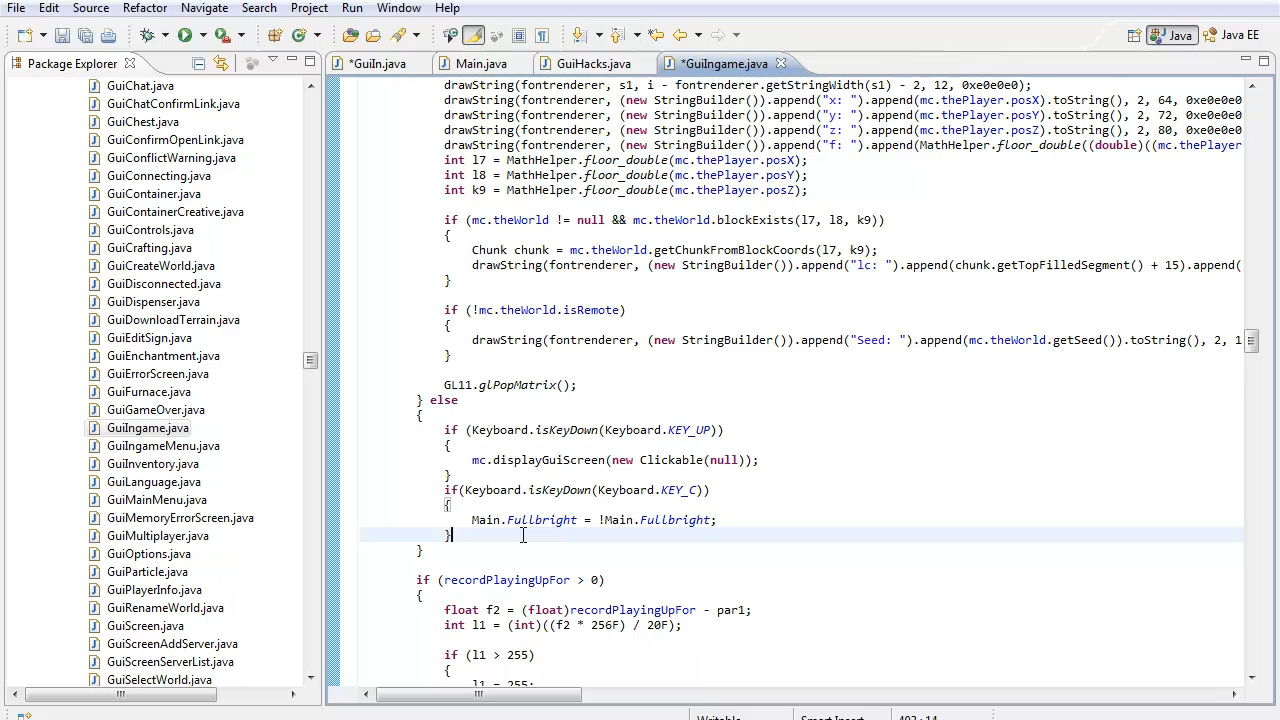 File Edit Source Refactor Navigate Search Project Run Window Help
Java Java EE
Package Explorer
*GuiIn.java Main.java GuiHacks.java *GuiIngame.java
GuiChat.java
GuiChatConfirmLink.java
GuiChest.java
GuiConfirmOpenLink.java
GuiConflictWarning.java
GuiConnecting.java
GuiContainer.java
GuiContainerCreative.java
GuiControls.java
GuiCrafting.java
GuiCreateWorld.java
GuiDisconnected.java
GuiDispenser.java
GuiDownloadTerrain.java
GuiEditSign.java
GuiEnchantment.java
GuiErrorScreen.java
GuiFurnace.java
GuiGameOver.java
GuiIngame.java
GuiIngameMenu.java
GuiInventory.java
GuiLanguage.java
GuiMainMenu.java
GuiMemoryErrorScreen.java
GuiMultiplayer.java
GuiOptions.java
GuiParticle.java
GuiPlayerInfo.java
GuiRenameWorld.java
GuiScreen.java
GuiScreenAddServer.java
GuiScreenServerList.java
GuiSelectWorld.java
drawString(fontrenderer, s1, i - fontrenderer.getStringWidth(s1) - 2, 12, 0xe0e0e0);
drawString(fontrenderer, (new StringBuilder()).append("x: ").append(mc.thePlayer.posX).toString(), 2, 64, 0xe0e0e0
drawString(fontrenderer, (new StringBuilder()).append("y: ").append(mc.thePlayer.posY).toString(), 2, 72, 0xe0e0e0
drawString(fontrenderer, (new StringBuilder()).append("z: ").append(mc.thePlayer.posZ).toString(), 2, 80, 0xe0e0e0
drawString(fontrenderer, (new StringBuilder()).append("f: ").append(MathHelper.floor_double((double)((mc.thePlayer
int l7 = MathHelper.floor_double(mc.thePlayer.posX);
int l8 = MathHelper.floor_double(mc.thePlayer.posY);
int k9 = MathHelper.floor_double(mc.thePlayer.posZ);
if (mc.theWorld != null && mc.theWorld.blockExists(l7, l8, k9))
{
Chunk chunk = mc.theWorld.getChunkFromBlockCoords(l7, k9);
drawString(fontrenderer, (new StringBuilder()).append("lc: ").append(chunk.getTopFilledSegment() + 15).append(
}
if (!mc.theWorld.isRemote)
{
drawString(fontrenderer, (new StringBuilder()).append("Seed: ").append(mc.theWorld.getSeed()).toString(), 2, 1
}
GL11.glPopMatrix();
} else
{
if (Keyboard.isKeyDown(Keyboard.KEY_UP))
{
mc.displayGuiScreen(new Clickable(null));
}
if(Keyboard.isKeyDown(Keyboard.KEY_C))
{
Main.Fullbright = !Main.Fullbright;
}
}
if (recordPlayingUpFor > 0)
{
float f2 = (float)recordPlayingUpFor - par1;
int l1 = (int)((f2 * 256F) / 20F);
if (l1 > 255)
{
l1 = 255;
Writable Smart Insert 403 : 14